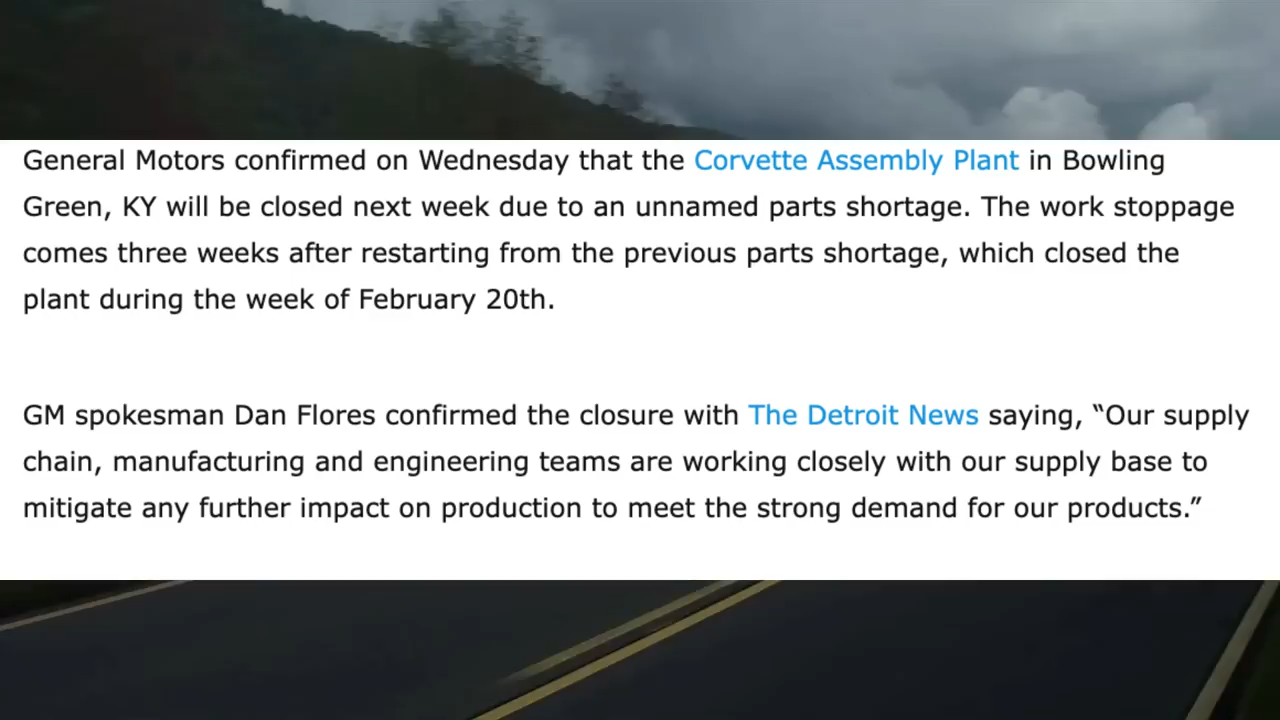 General Motors confirmed on Wednesday that the Corvette Assembly Plant in Bowling
Green, KY will be closed next week due to an unnamed parts shortage. The work stoppage
comes three weeks after restarting from the previous parts shortage, which closed the
plant during the week of February 20th.
GM spokesman Dan Flores confirmed the closure with The Detroit News saying, “Our supply
chain, manufacturing and engineering teams are working closely with our supply base to
mitigate any further impact on production to meet the strong demand for our products.”